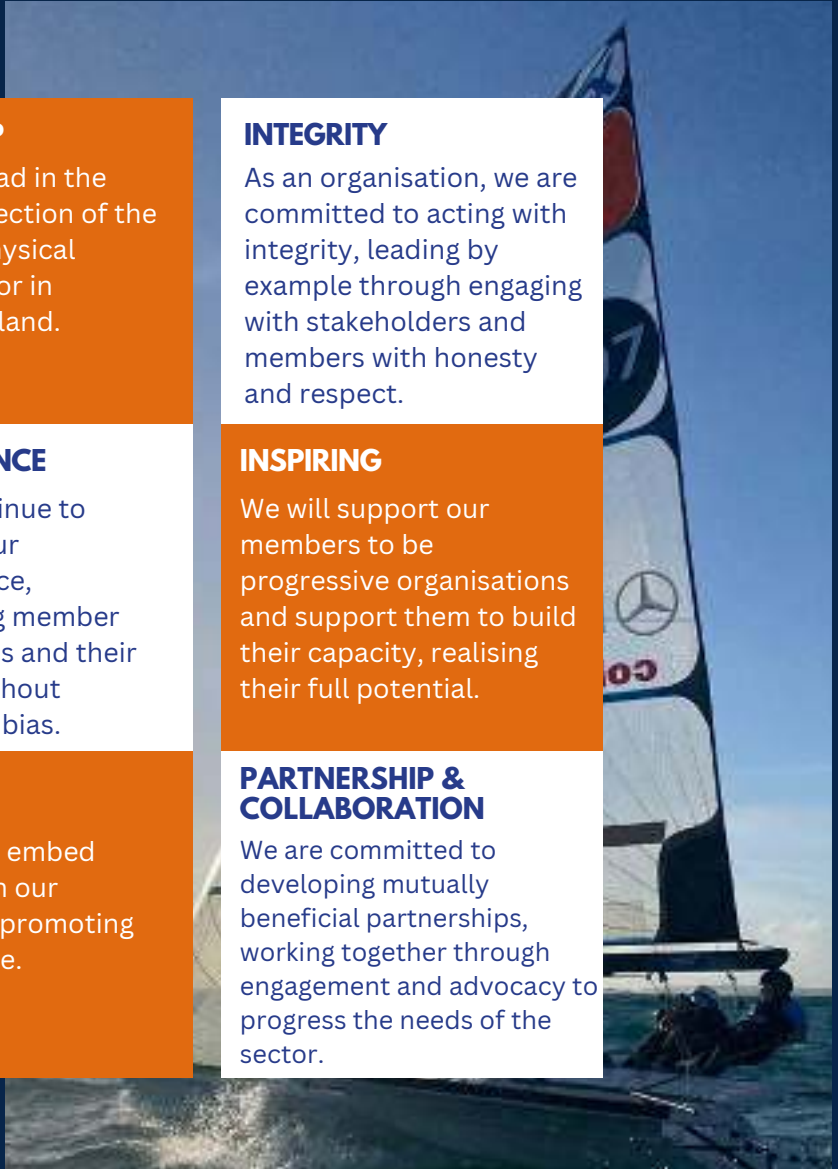 P
ad in the
ection of the
ysical
or in
land.
NCE
inue to
ur
ce,
g member
s and their
hout
bias.
embed
n our
promoting
e.
INTEGRITY
As an organisation, we are
committed to acting with
integrity, leading by
example through engaging
with stakeholders and
members with honesty
and respect.
INSPIRING
We will support our
members to be
progressive organisations
and support them to build
their capacity, realising
their full potential.
PARTNERSHIP &
COLLABORATION
We are committed to
developing mutually
beneficial partnerships,
working together through
engagement and advocacy to
progress the needs of the
sector.
7